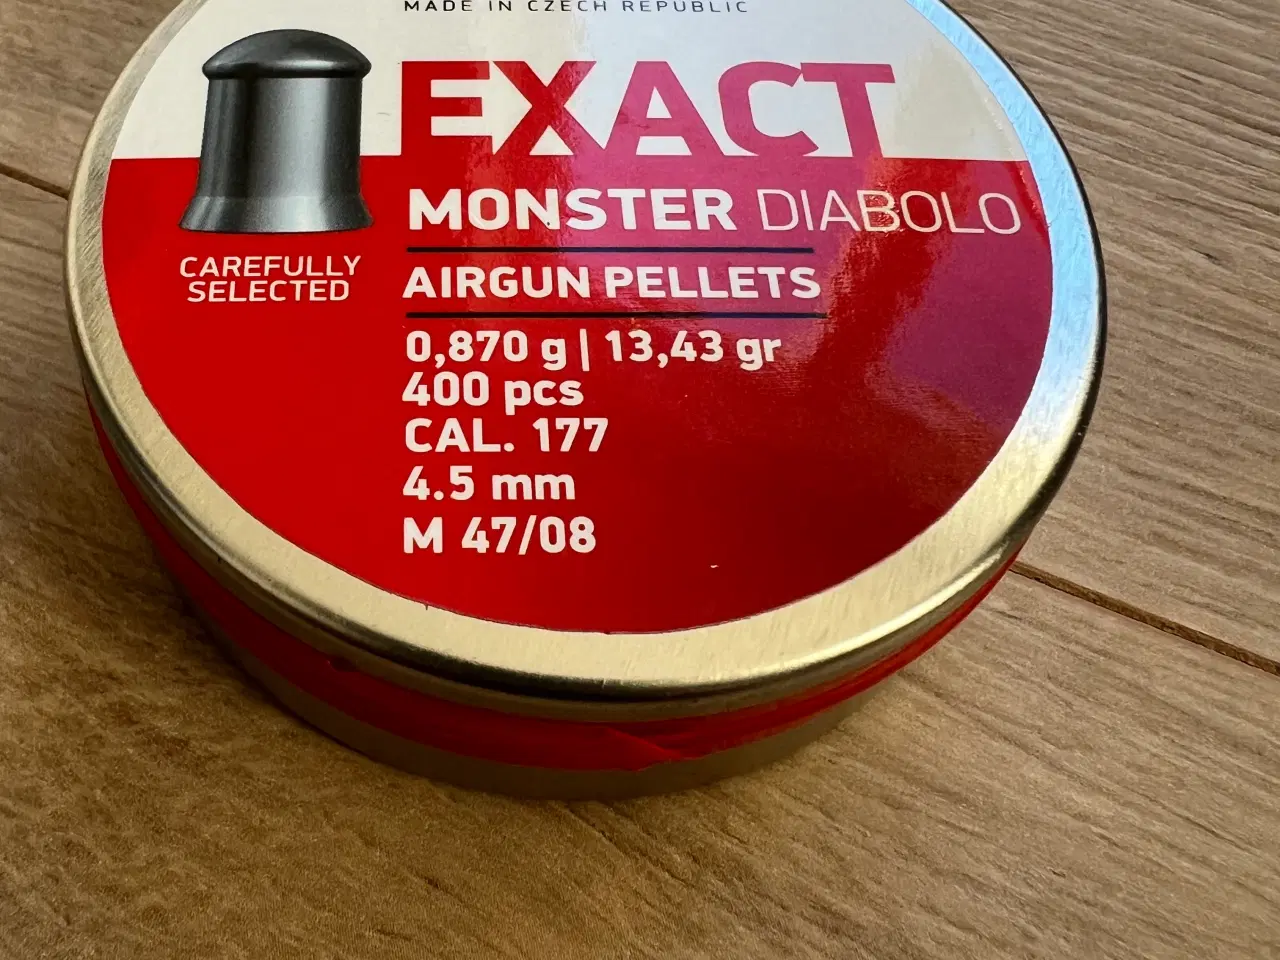 MADE IN CZECH REPUBLIC
EXACT
MONSTER DIABOLO
CAREFULLY
SELECTED
AIRGUN PELLETS
0,870 g | 13,43 gr
400 pcs
CAL. 177
4.5 mm
M 47/08